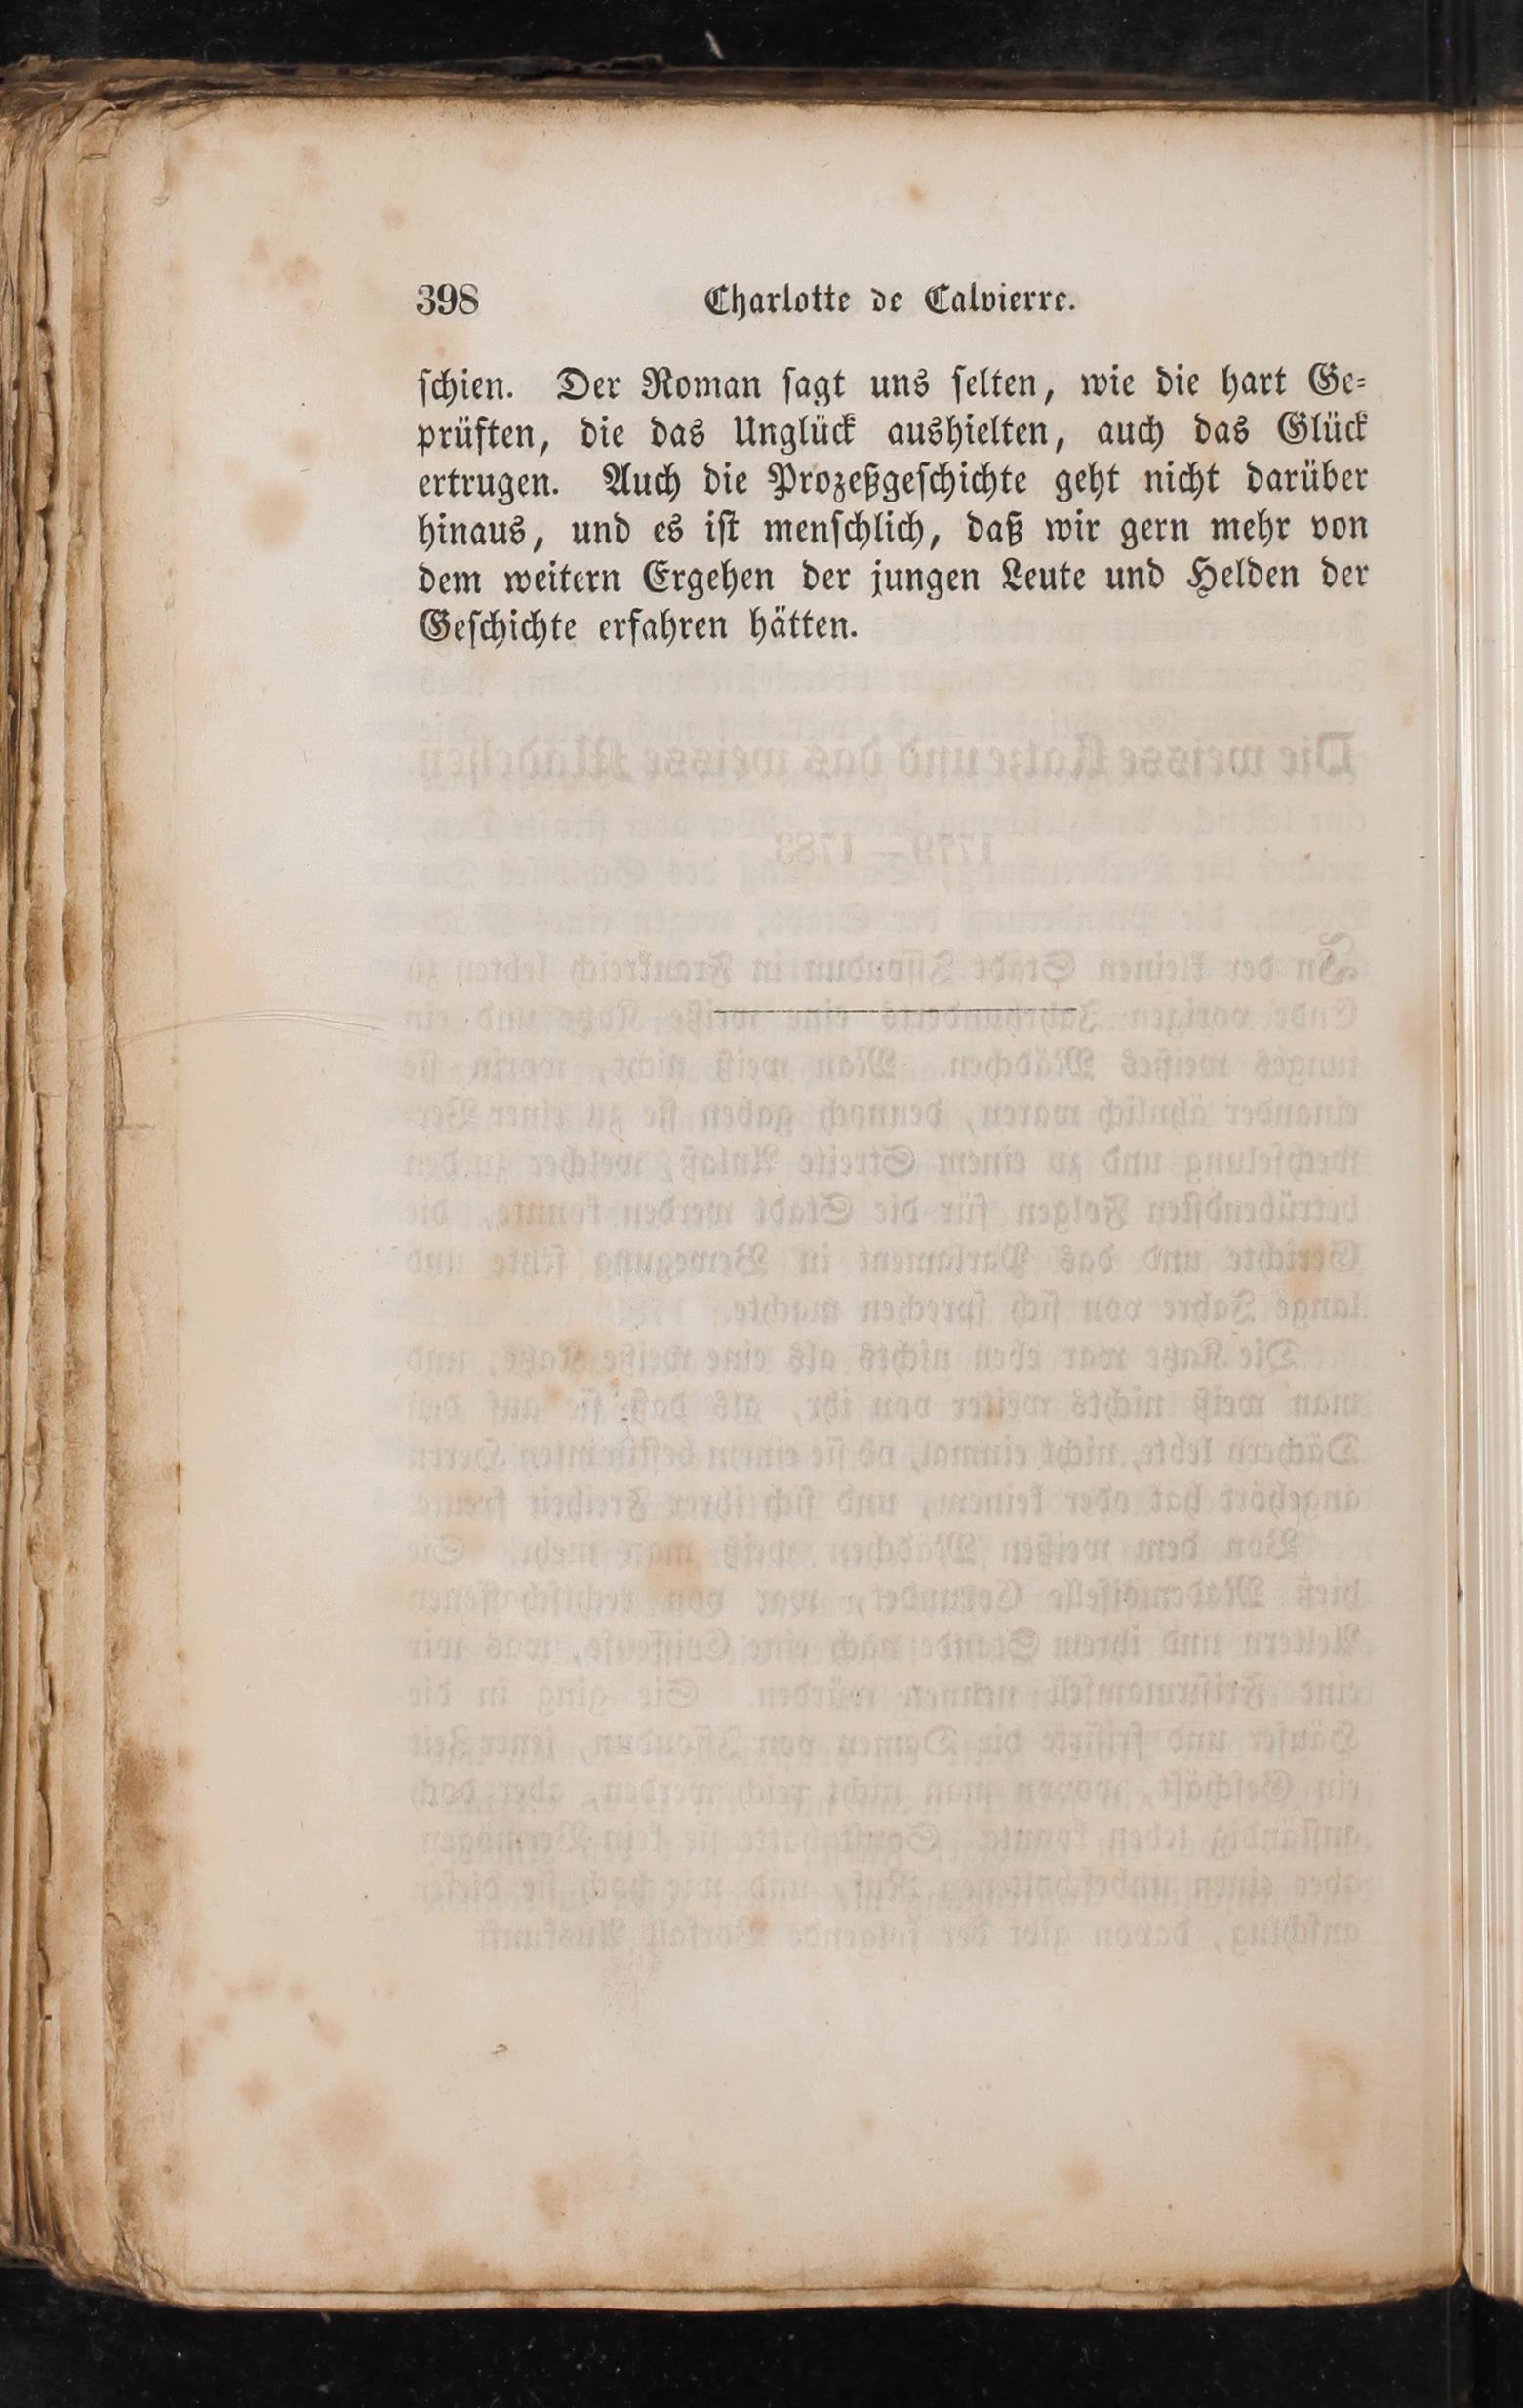 398 Charlotte de Calvierre.
ſchien. Der Roman ſagt uns ſelten, wie die hart Ge-
prüften, die das Unglück aushielten, auch das Glück
ertrugen. Auch die Prozeßgeſchichte geht nicht darüber
hinaus, und es iſt menſchlich, daß wir gern mehr von
dem weitern Ergehen der jungen Leute und Helden der
Geſchichte erfahren hätten.